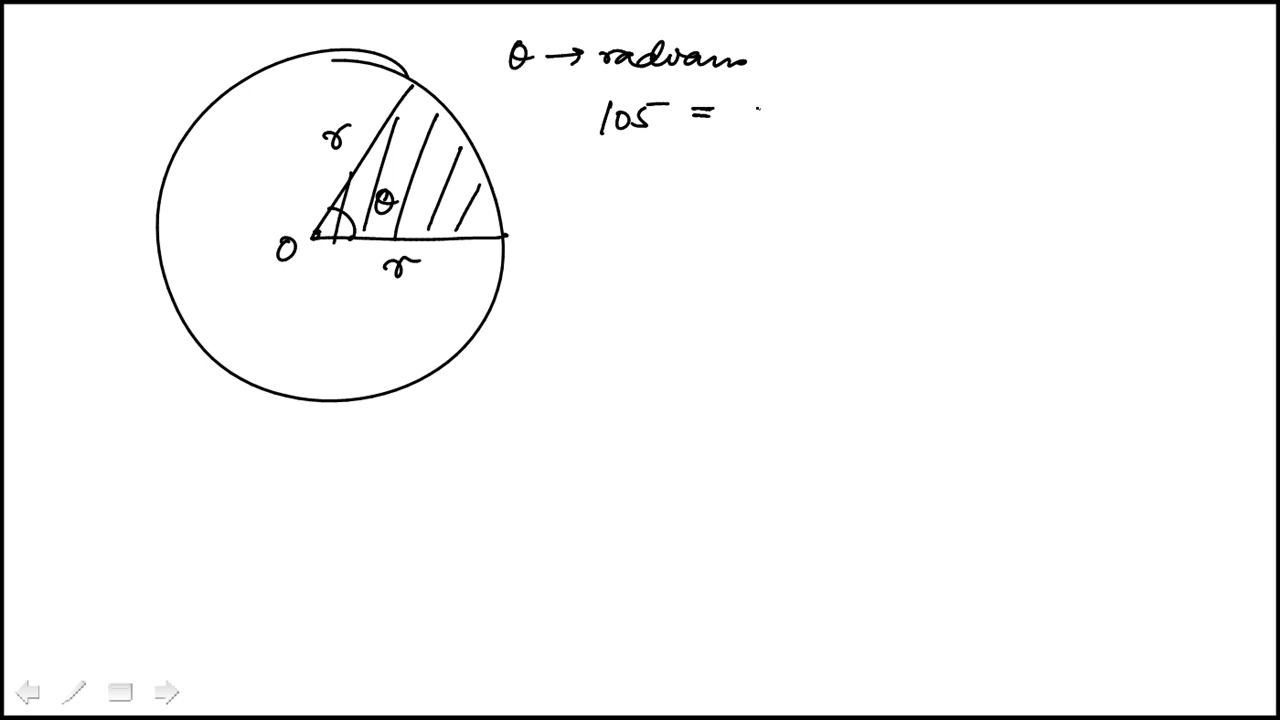 θ → radians
105 =
r
θ
O
r